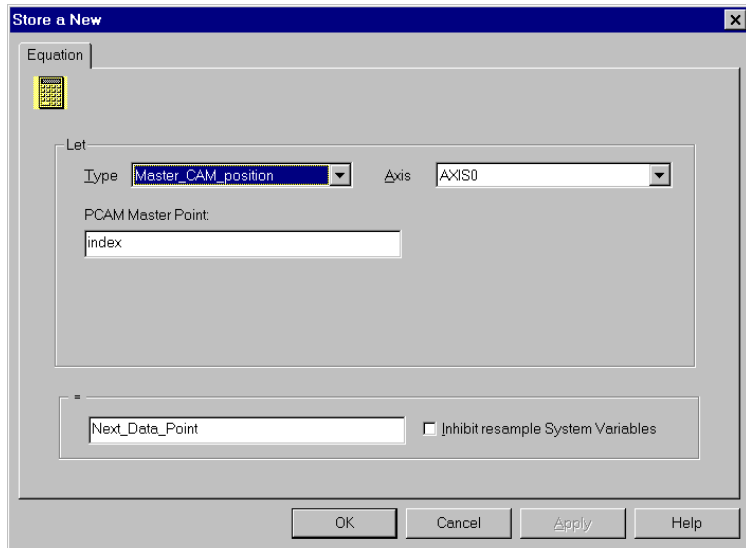 Store a New
Equation
Let
Type Master_CAM_position Axis AXIS0
PCAM Master Point:
index
=
Next_Data_Point Inhibit resample System Variables
OK Cancel Apply Help